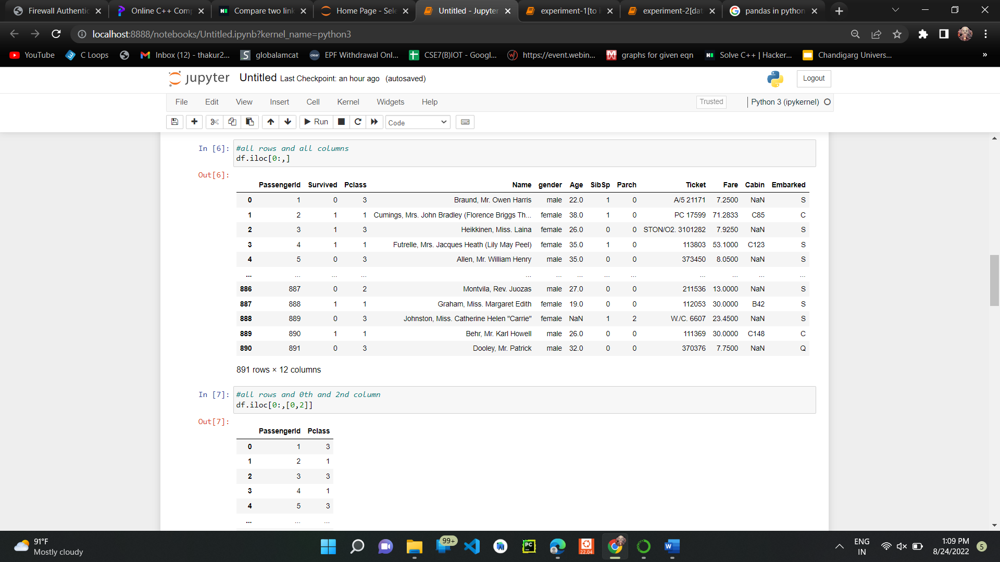 Firewall Authentic
Online C++ Comp
Compare two link
Home Page - Sele
Untitled - Jupyter
experiment-1[to i
experiment-2[dat
pandas in python
localhost:8888/notebooks/Untitled.ipynb?kernel_name=python3
YouTube
C Loops
Inbox (12) - thakur2...
globalamcat
clear
EPF Withdrawal Onl...
CSE7(B)IOT - Googl...
https://event.webin...
graphs for given eqn
Solve C++ | Hacker...
Chandigarg Univers...
»
jupyter Untitled Last Checkpoint: an hour ago (autosaved)
Logout
File Edit View Insert Cell Kernel Widgets Help
Trusted
Python 3 (ipykernel)
Run
Code
In [6]: #all rows and all columns
df.iloc[0:,]
Out[6]:
PassengerId Survived Pclass Name gender Age SibSp Parch Ticket Fare Cabin Embarked
0 1 0 3 Braund, Mr. Owen Harris male 22.0 1 0 A/5 21171 7.2500 NaN S
1 2 1 1 Cumings, Mrs. John Bradley (Florence Briggs Th... female 38.0 1 0 PC 17599 71.2833 C85 C
2 3 1 3 Heikkinen, Miss. Laina female 26.0 0 0 STON/O2. 3101282 7.9250 NaN S
3 4 1 1 Futrelle, Mrs. Jacques Heath (Lily May Peel) female 35.0 1 0 113803 53.1000 C123 S
4 5 0 3 Allen, Mr. William Henry male 35.0 0 0 373450 8.0500 NaN S
... ... ... ... ... ... ... ... ... ... ... ... ...
886 887 0 2 Montvila, Rev. Juozas male 27.0 0 0 211536 13.0000 NaN S
887 888 1 1 Graham, Miss. Margaret Edith female 19.0 0 0 112053 30.0000 B42 S
888 889 0 3 Johnston, Miss. Catherine Helen "Carrie" female NaN 1 2 W./C. 6607 23.4500 NaN S
889 890 1 1 Behr, Mr. Karl Howell male 26.0 0 0 111369 30.0000 C148 C
890 891 0 3 Dooley, Mr. Patrick male 32.0 0 0 370376 7.7500 NaN Q
891 rows × 12 columns
In [7]: #all rows and 0th and 2nd column
df.iloc[0:,[0,2]]
Out[7]:
PassengerId Pclass
0 1 3
1 2 1
2 3 3
3 4 1
4 5 3
... ... ...
91°F
Mostly cloudy
99+
PC
22.04
W
ENG
IN
1:09 PM
8/24/2022
5